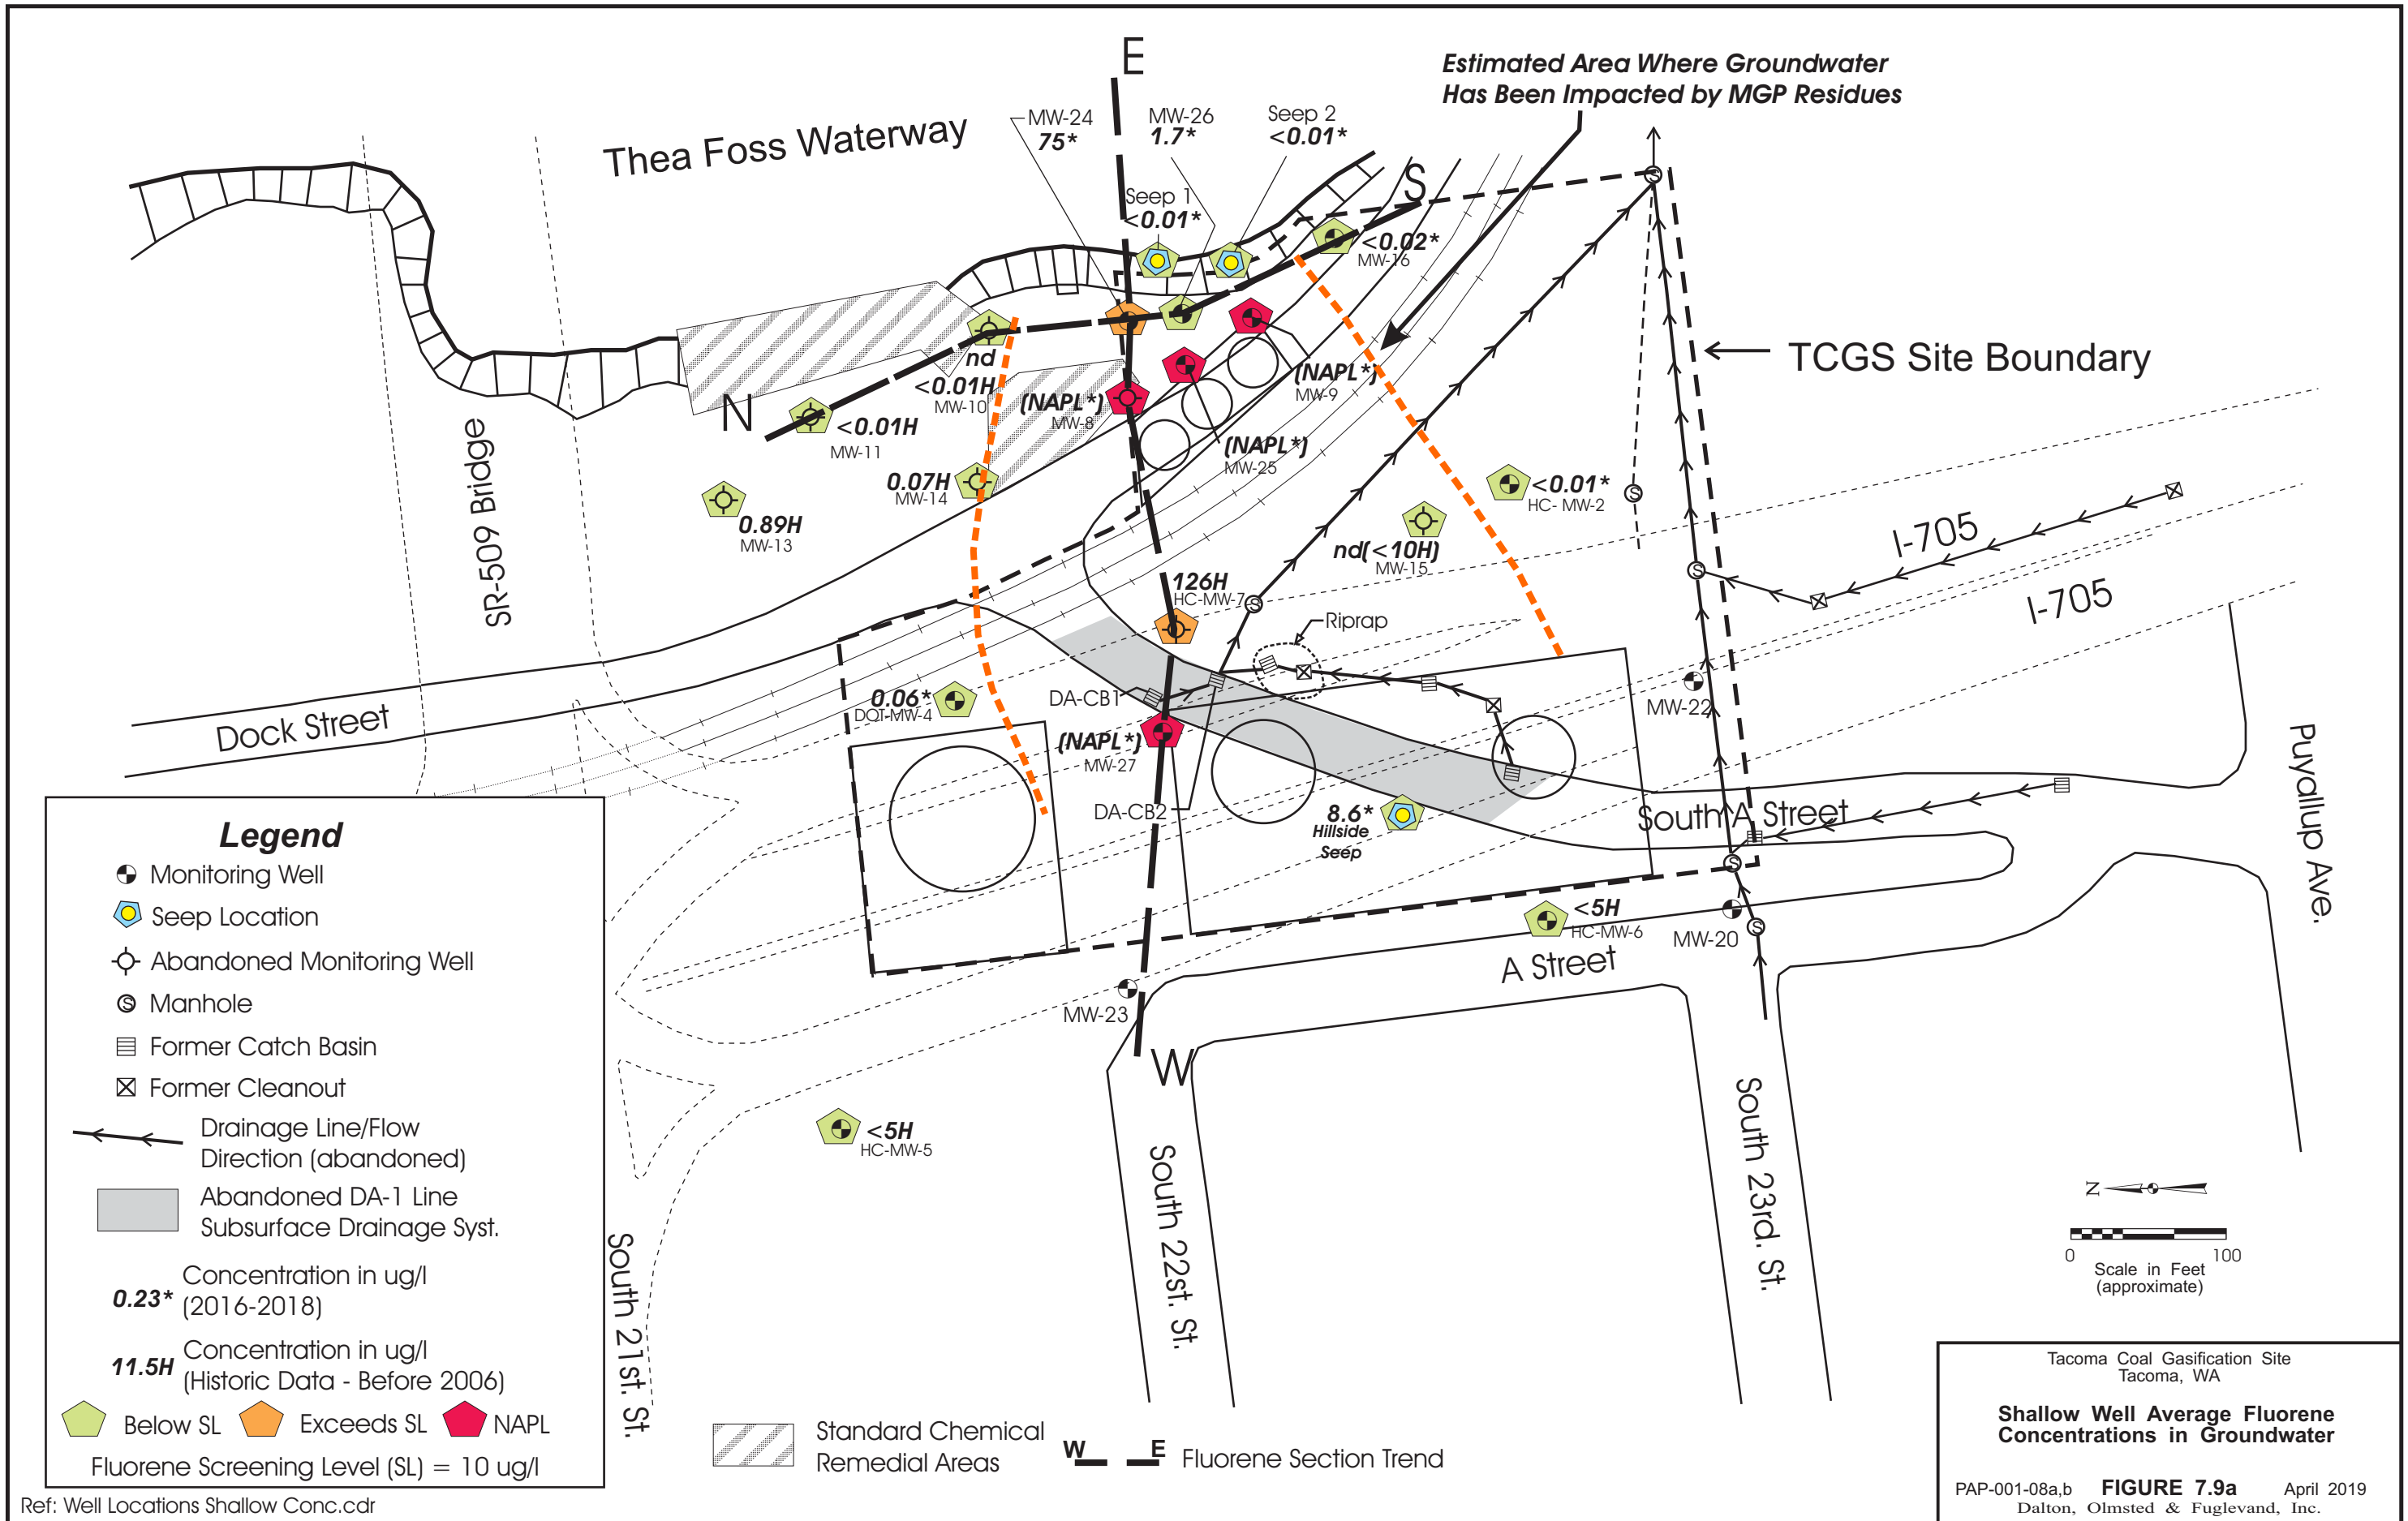 E
Estimated Area Where Groundwater
Has Been Impacted by MGP Residues
Thea Foss Waterway
MW-24
75*
MW-26
1.7*
Seep 2
<0.01*
Seep 1
<0.01*
S
<0.02*
MW-16
TCGS Site Boundary
nd
<0.01H
MW-10
N
<0.01H
MW-11
(NAPL*)
MW-8
(NAPL*)
MW-9
(NAPL*)
MW-25
0.07H
MW-14
0.89H
MW-13
<0.01*
HC- MW-2
nd(<10H)
MW-15
SR-509 Bridge
I-705
I-705
126H
HC-MW-7
Riprap
S
S
S
S
S
S
S
0.06*
DOT-MW-4
DA-CB1
MW-22
Dock Street
(NAPL*)
MW-27
DA-CB2
8.6*
Hillside
Seep
South A Street
Puyallup Ave.
<5H
HC-MW-6
MW-20
A Street
MW-23
W
<5H
HC-MW-5
South 21st. St.
South 22st. St.
South 23rd. St.
Legend
Monitoring Well
Seep Location
Abandoned Monitoring Well
S Manhole
Former Catch Basin
Former Cleanout
Drainage Line/Flow
Direction (abandoned)
Abandoned DA-1 Line
Subsurface Drainage Syst.
0.23* Concentration in ug/l
(2016-2018)
11.5H Concentration in ug/l
(Historic Data - Before 2006)
Below SL Exceeds SL NAPL
Fluorene Screening Level (SL) = 10 ug/l
Ref: Well Locations Shallow Conc.cdr
Standard Chemical
Remedial Areas
W E Fluorene Section Trend
N
0 100
Scale in Feet
(approximate)
Tacoma Coal Gasification Site
Tacoma, WA
Shallow Well Average Fluorene
Concentrations in Groundwater
PAP-001-08a,b FIGURE 7.9a April 2019
Dalton, Olmsted & Fuglevand, Inc.